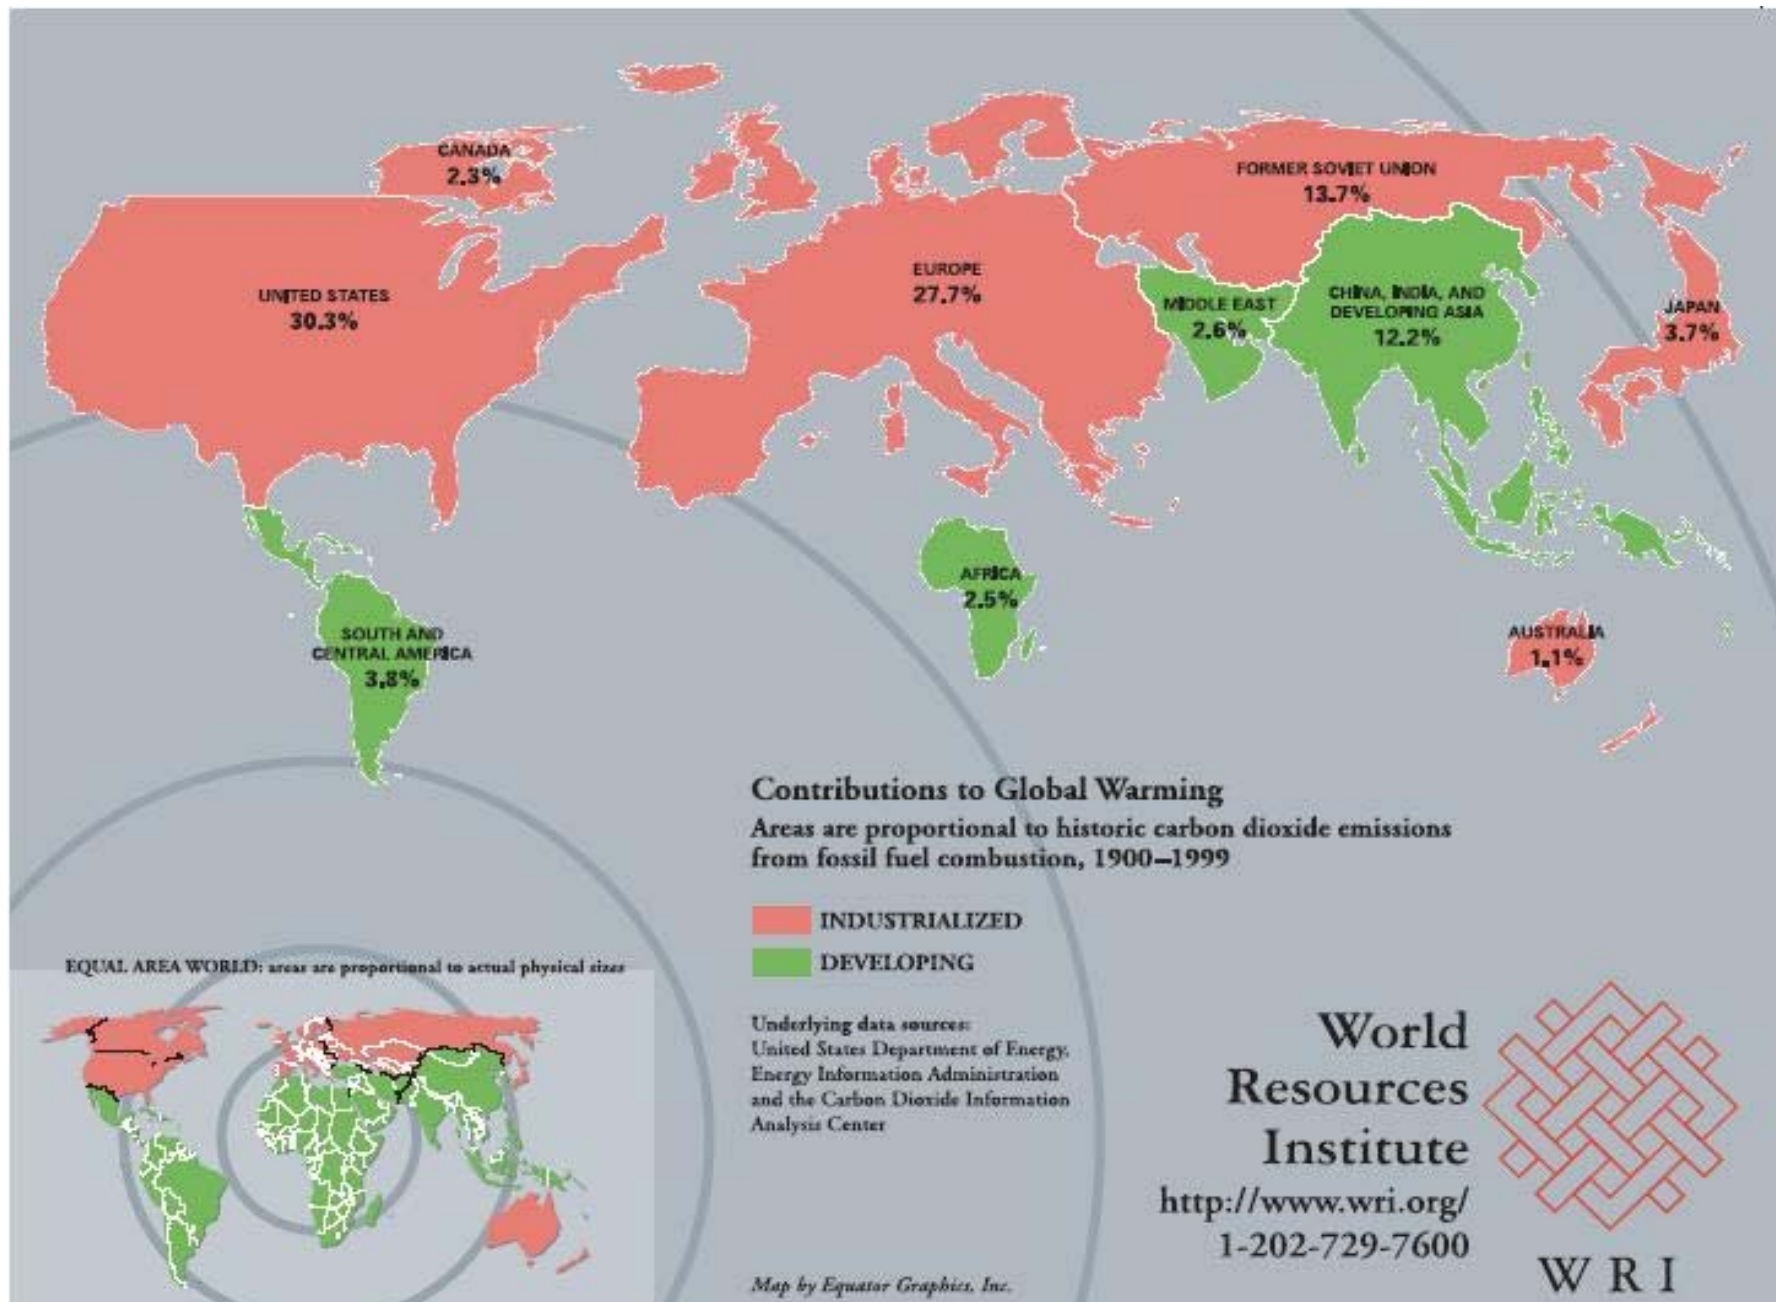 CANADA
2.3%
FORMER SOVIET UNION
13.7%
UNITED STATES
30.3%
EUROPE
27.7%
MIDDLE EAST
2.6%
CHINA, INDIA, AND
DEVELOPING ASIA
12.2%
JAPAN
3.7%
AFRICA
2.5%
SOUTH AND
CENTRAL AMERICA
3.8%
AUSTRALIA
1.1%
Contributions to Global Warming
Areas are proportional to historic carbon dioxide emissions
from fossil fuel combustion, 1900–1999
INDUSTRIALIZED
DEVELOPING
EQUAL AREA WORLD: areas are proportional to actual physical sizes
Underlying data sources:
United States Department of Energy,
Energy Information Administration
and the Carbon Dioxide Information
Analysis Center
Map by Equator Graphics, Inc.
World
Resources
Institute
http://www.wri.org/
1-202-729-7600
WRI